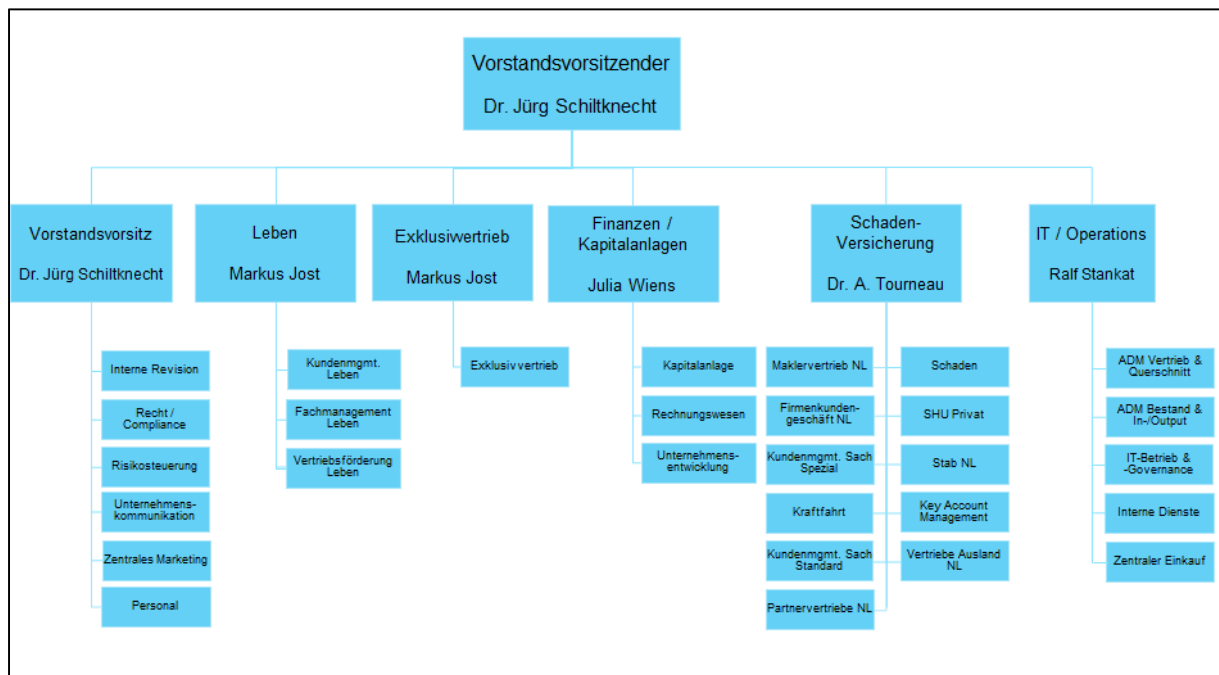 Vorstandsvorsitzender
Dr. Jürg Schiltknecht
Vorstandsvorsitz
Dr. Jürg Schiltknecht
Leben
Markus Jost
Exklusivvertrieb
Markus Jost
Finanzen /
Kapitalanlagen
Julia Wiens
Schaden-
Versicherung
Dr. A. Tourneau
IT / Operations
Ralf Stankat
Interne Revision
Recht /
Compliance
Risikosteuerung
Unternehmens-
kommunikation
Zentrales Marketing
Personal
Kundenmgmt.
Leben
Fachmanagement
Leben
Vertriebsförderung
Leben
Exklusivvertrieb
Kapitalanlage
Rechnungswesen
Unternehmens-
entwicklung
Maklervertrieb NL
Firmenkunden-
geschäft NL
Kundenmgmt. Sach
Spezial
Kraftfahrt
Kundenmgmt. Sach
Standard
Partnervertriebe NL
Schaden
SHU Privat
Stab NL
Key Account
Management
Vertriebe Ausland
NL
ADM Vertrieb &
Querschnitt
ADM Bestand &
In-/Output
IT-Betrieb &
-Governance
Interne Dienste
Zentraler Einkauf